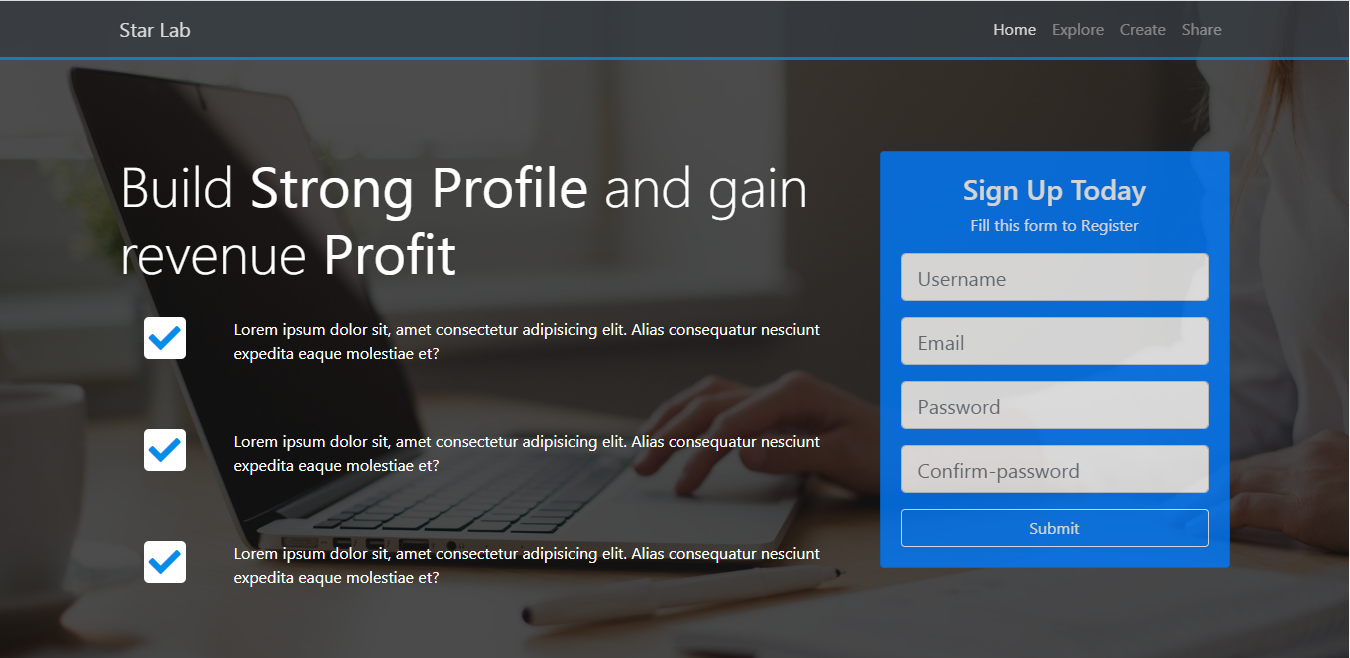 Star Lab
Home Explore Create Share
Build Strong Profile and gain
revenue Profit
Lorem ipsum dolor sit, amet consectetur adipisicing elit. Alias consequatur nesciunt
expedita eaque molestiae et?
Lorem ipsum dolor sit, amet consectetur adipisicing elit. Alias consequatur nesciunt
expedita eaque molestiae et?
Lorem ipsum dolor sit, amet consectetur adipisicing elit. Alias consequatur nesciunt
expedita eaque molestiae et?
Sign Up Today
Fill this form to Register
Username
Email
Password
Confirm-password
Submit